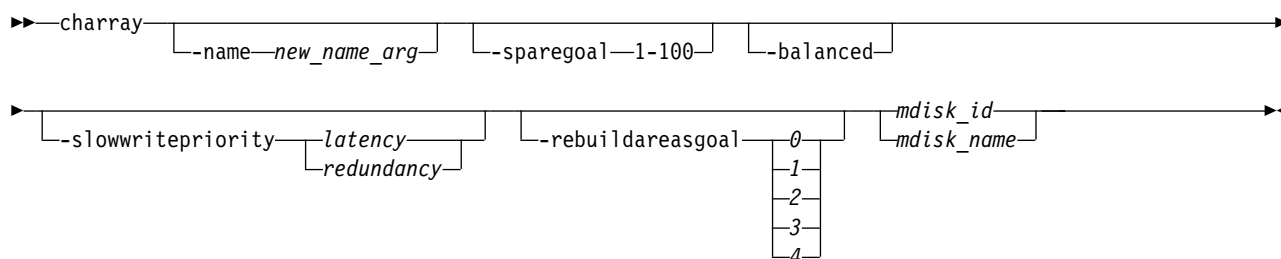 charray
-name new_name_arg -sparegoal 1-100 -balanced
mdisk_id
-slowwritepriority latency -rebuildareasgoal 0 mdisk_name
redundancy 1
2
3
4